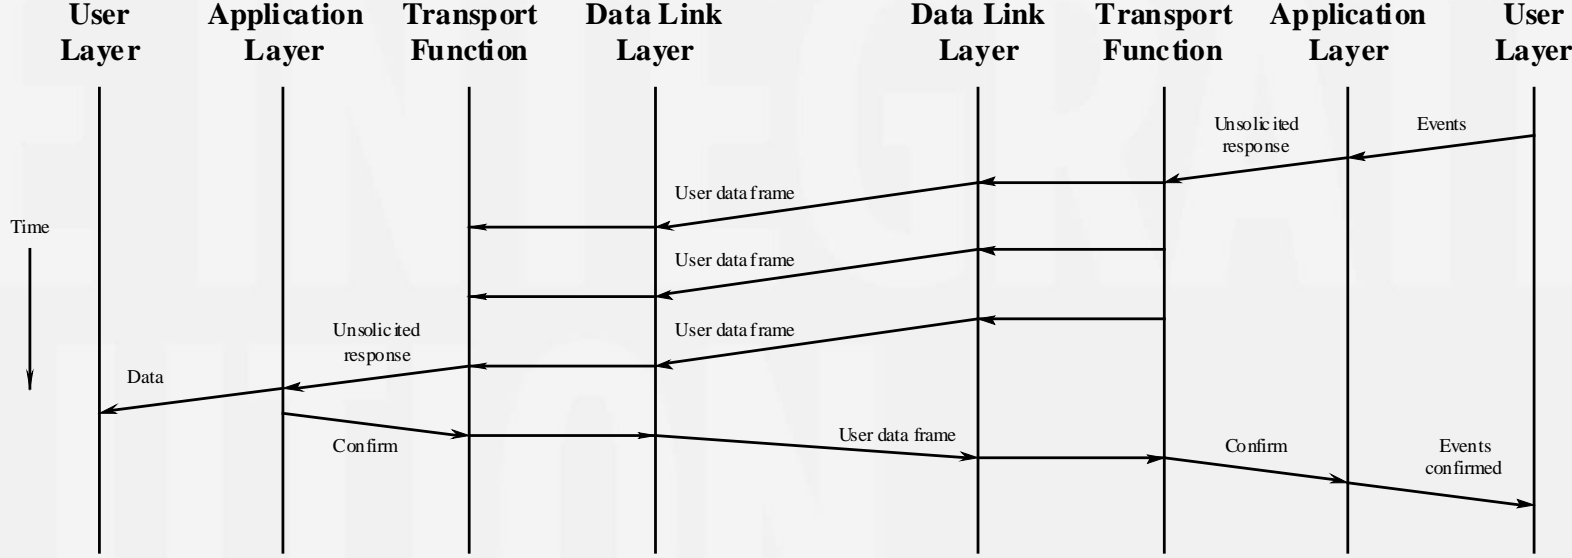 User Layer
Application Layer
Transport Function
Data Link Layer
Data Link Layer
Transport Function
Application Layer
User Layer
Unsolicited
response
Events
User data frame
Time
User data frame
Unsolicited
response
User data frame
Data
Confirm
User data frame
Confirm
Events
confirmed